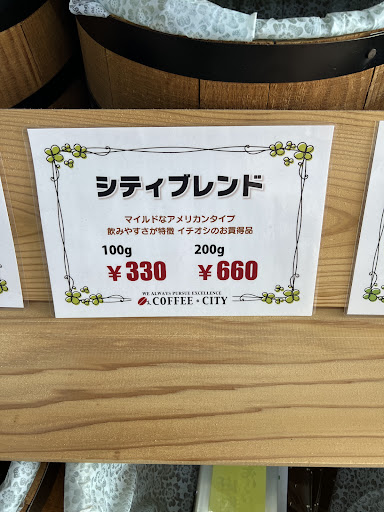 シティブレンド
マイルドなアメリカンタイプ
飲みやすさが特徴 イチオシのお買得品
100g 200g
￥330 ￥660
WE ALWAYS PURSUE EXCELLENCE
COFFEE * CITY